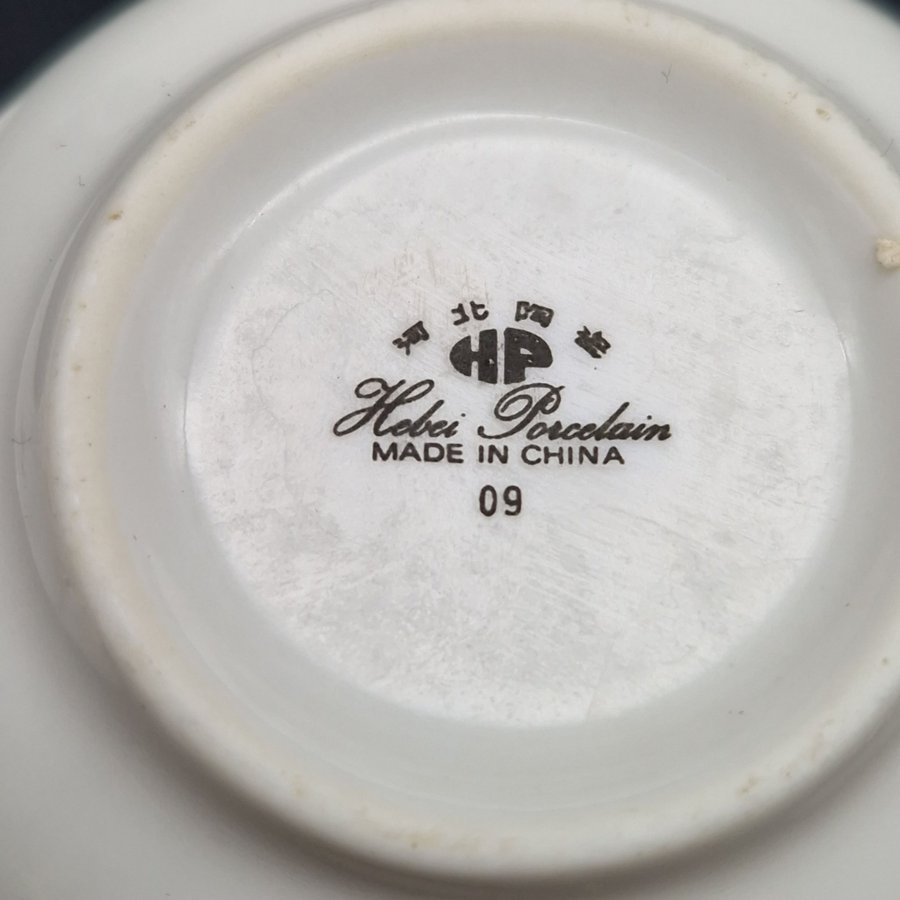 河北陶瓷
HP
Hebei Porcelain
MADE IN CHINA
09